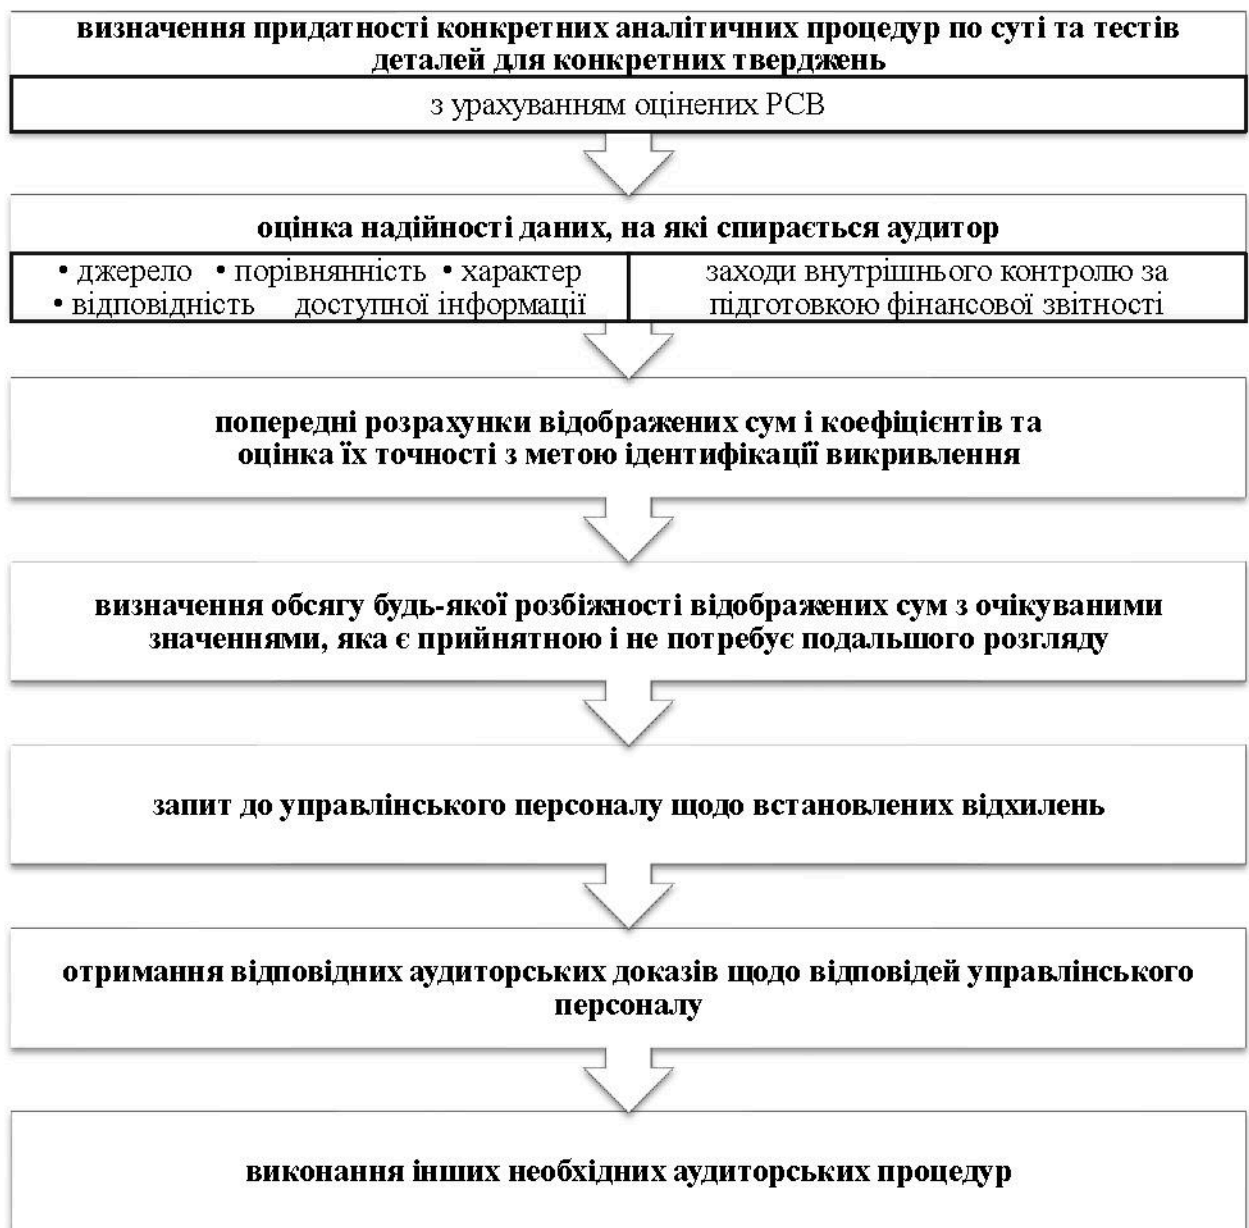 визначення придатності конкретних аналітичних процедур по суті та тестів
деталей для конкретних тверджень
з урахуванням оцінених РСВ
оцінка надійності даних, на які спирається аудитор
• джерело • порівнянність • характер
• відповідність доступної інформації
заходи внутрішнього контролю за
підготовкою фінансової звітності
попередні розрахунки відображених сум і коефіцієнтів та
оцінка їх точності з метою ідентифікації викривлення
визначення обсягу будь-якої розбіжності відображених сум з очікуваними
значеннями, яка є прийнятною і не потребує подальшого розгляду
запит до управлінського персоналу щодо встановлених відхилень
отримання відповідних аудиторських доказів щодо відповідей управлінського
персоналу
виконання інших необхідних аудиторських процедур